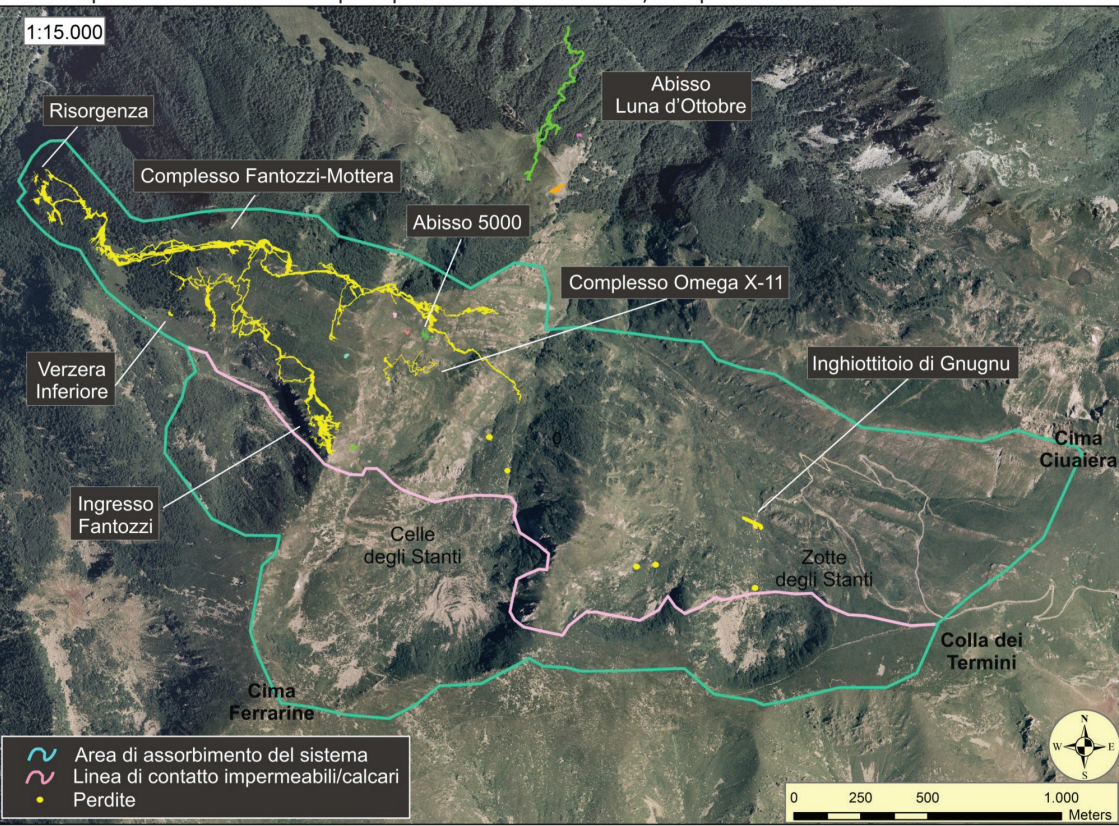 1:15.000
Abisso
Luna d'Ottobre
Risorgenza
Complesso Fantozzi-Mottera
Abisso 5000
Complesso Omega X-11
Inghiottitoio di Gnugnu
Verzera
Inferiore
0
Cima
Ciuaiera
Ingresso
Fantozzi
Celle
degli Stanti
Zotte
degli Stanti
Colla dei
Termini
Cima
Ferrarine
Area di assorbimento del sistema
Linea di contatto impermeabili/calcari
Perdite
N
W E
S
0 250 500 1.000
Meters